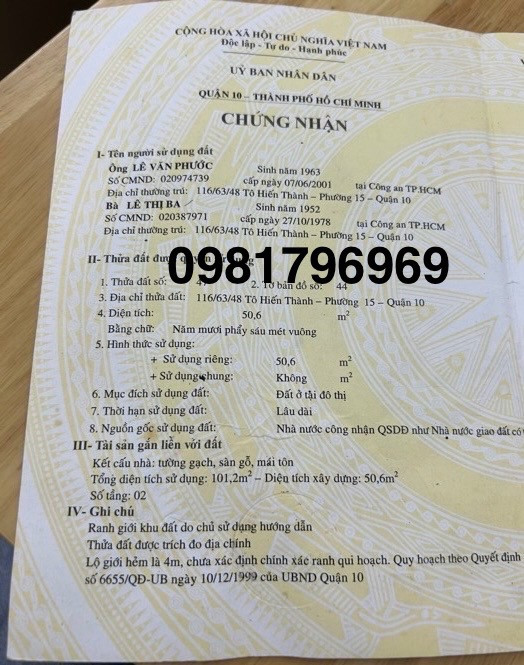 CỘNG HÒA XÃ HỘI CHỦ NGHĨA VIỆT NAM
Độc lập - Tự do - Hạnh phúc
UỶ BAN NHÂN DÂN
QUẬN 10 – THÀNH PHỐ HỒ CHÍ MINH
CHỨNG NHẬN
I- Tên người sử dụng đất
Ông LÊ VĂN PHƯỚC Sinh năm 1963
Số CMND: 020974739 cấp ngày 07/06/2001 tại Công an TP.HCM
Địa chỉ thường trú: 116/63/48 Tô Hiến Thành – Phường 15 – Quận 10
Bà LÊ THỊ BA Sinh năm 1952
Số CMND: 020387971 cấp ngày 27/10/1978 tại Công an TP.HCM
Địa chỉ thường trú: 116/63/48 Tô Hiến Thành – Phường 15 – Quận 10
II- Thửa đất được quyền sử dụng
0981796969
1. Thửa đất số: 2. Tờ bản đồ số: 44
3. Địa chỉ thửa đất: 116/63/48 Tô Hiến Thành – Phường 15 – Quận 10
4. Diện tích: 50,6 m²
Bằng chữ: Năm mươi phẩy sáu mét vuông
5. Hình thức sử dụng:
+ Sử dụng riêng: 50,6 m²
+ Sử dụng chung: Không m²
6. Mục đích sử dụng đất: Đất ở tại đô thị
7. Thời hạn sử dụng đất: Lâu dài
8. Nguồn gốc sử dụng đất: Nhà nước công nhận QSDĐ như Nhà nước giao đất có
III- Tài sản gắn liền với đất
Kết cấu nhà: tường gạch, sàn gỗ, mái tôn
Tổng diện tích sử dụng: 101,2m² – Diện tích xây dựng: 50,6m²
Số tầng: 02
IV- Ghi chú
Ranh giới khu đất do chủ sử dụng hướng dẫn
Thửa đất được trích đo địa chính
Lộ giới hẻm là 4m, chưa xác định chính xác ranh qui hoạch. Quy hoạch theo Quyết định
số 6655/QĐ-UB ngày 10/12/1999 của UBND Quận 10